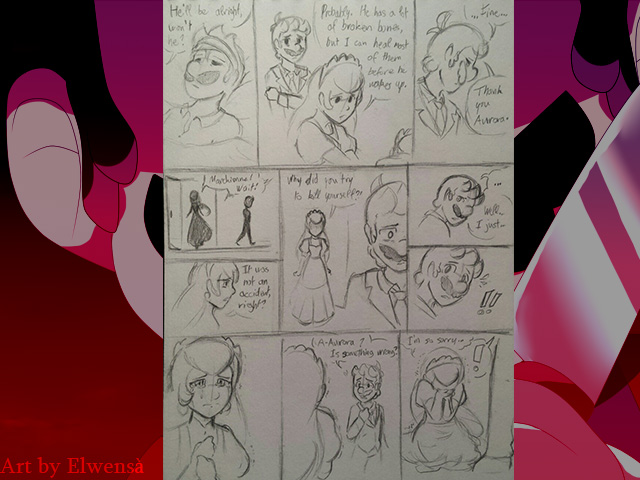 He'll be alright,
won't
he?
Probably. He has a lot
of broken bones,
but I can heal most
of them
before he
wakes up.
...Fine...
Thank
you
Aurora.
Marchionne!
Wait!
Why did you try
to kill yourself?!
...
Well..
I just..
It was
not an
accident,
right?
!!
A-Aurora?
Is something wrong?
I'm so sorry...
!
Art by Elwensà